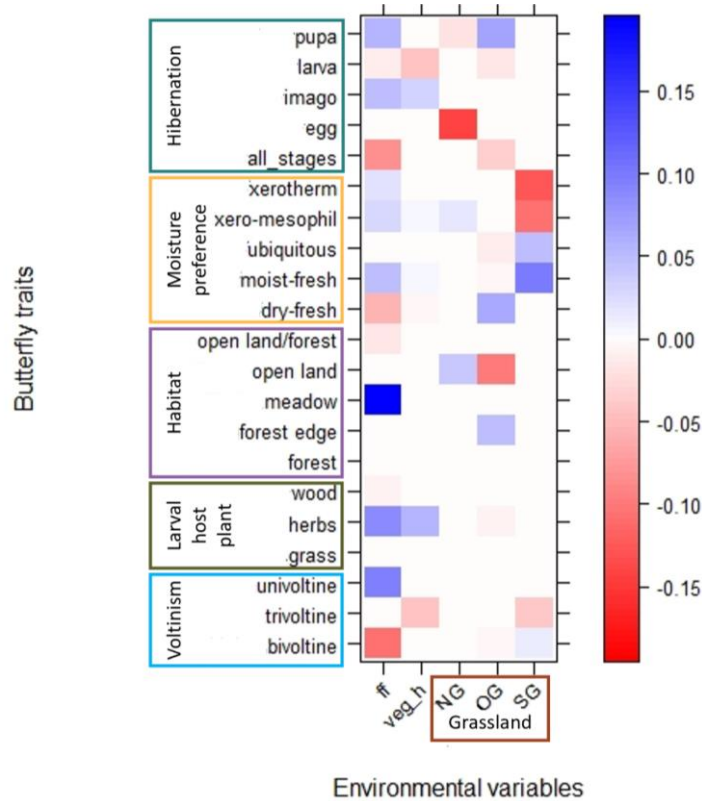 Butterfly traits
Hibernation
pupa
larva
imago
egg
all_stages
Moisture
preference
xerotherm
xero-mesophil
ubiquitous
moist-fresh
dry-fresh
Habitat
open land/forest
open land
meadow
forest edge
forest
Larval
host
plant
wood
herbs
grass
Voltinism
univoltine
trivoltine
bivoltine
0.15
0.10
0.05
0.00
-0.05
-0.10
-0.15
ff
veg_h
NG
OG
SG
Grassland
Environmental variables